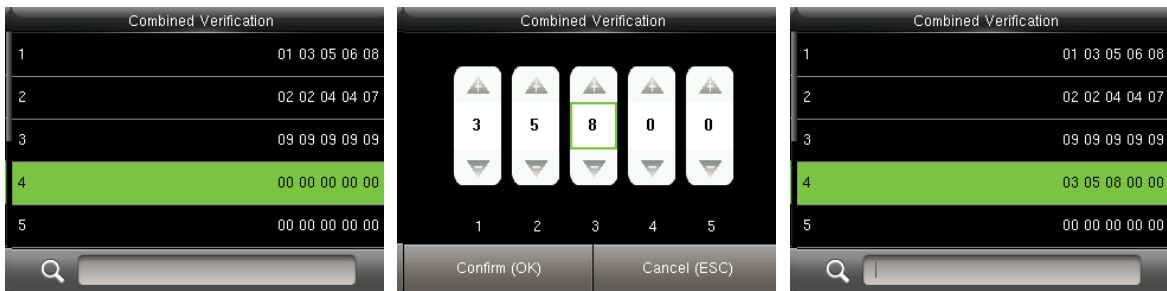 Combined Verification
1 01 03 05 06 08
2 02 02 04 04 07
3 09 09 09 09 09
4 00 00 00 00 00
5 00 00 00 00 00
Combined Verification
3 5 8 0 0
1 2 3 4 5
Confirm (OK) Cancel (ESC)
Combined Verification
1 01 03 05 06 08
2 02 02 04 04 07
3 09 09 09 09 09
4 03 05 08 00 00
5 00 00 00 00 00